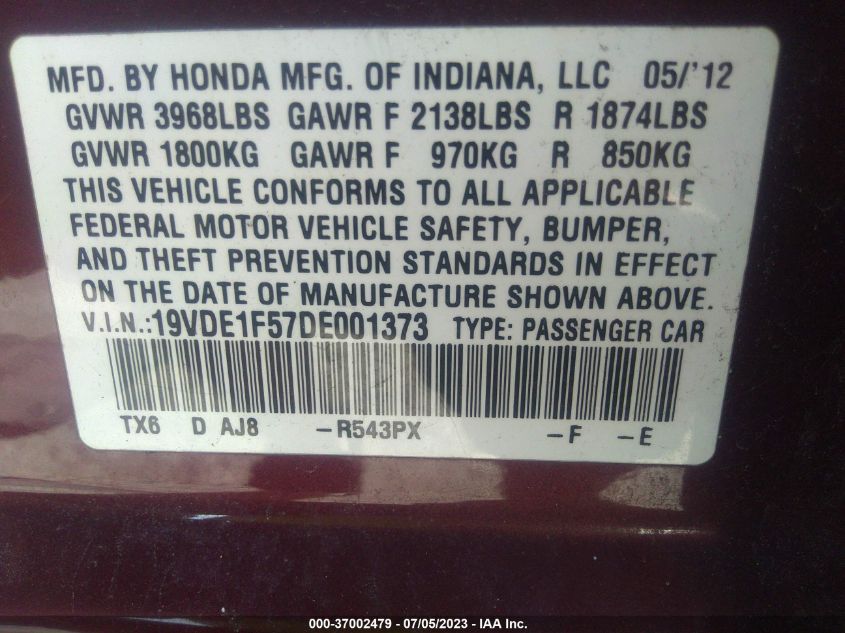 MFD. BY HONDA MFG. OF INDIANA, LLC 05/'12
GVWR 3968LBS GAWR F 2138LBS R 1874LBS
GVWR 1800KG GAWR F 970KG R 850KG
THIS VEHICLE CONFORMS TO ALL APPLICABLE
FEDERAL MOTOR VEHICLE SAFETY, BUMPER,
AND THEFT PREVENTION STANDARDS IN EFFECT
ON THE DATE OF MANUFACTURE SHOWN ABOVE.
V.I.N.:19VDE1F57DE001373 TYPE: PASSENGER CAR
TX6 D AJ8 -R543PX -F -E
000-37002479 - 07/05/2023 - IAA Inc.